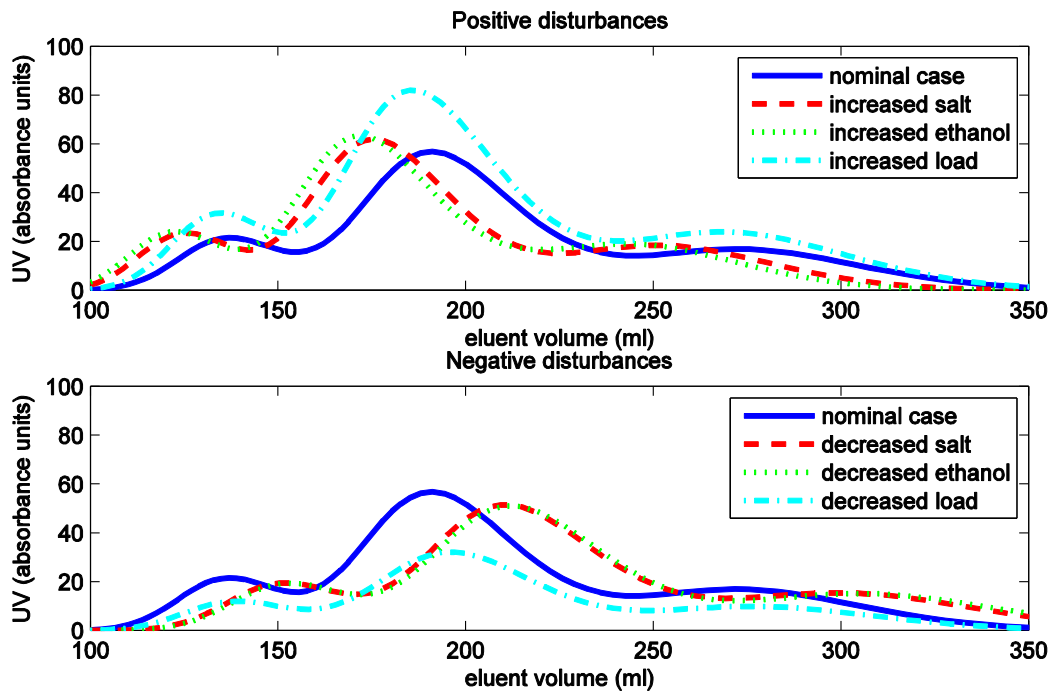 Positive disturbances
UV (absorbance units)
100
80
60
40
20
0
nominal case
increased salt
increased ethanol
increased load
100 150 200 250 300 350
eluent volume (ml)
Negative disturbances
UV (absorbance units)
100
80
60
40
20
0
nominal case
decreased salt
decreased ethanol
decreased load
100 150 200 250 300 350
eluent volume (ml)